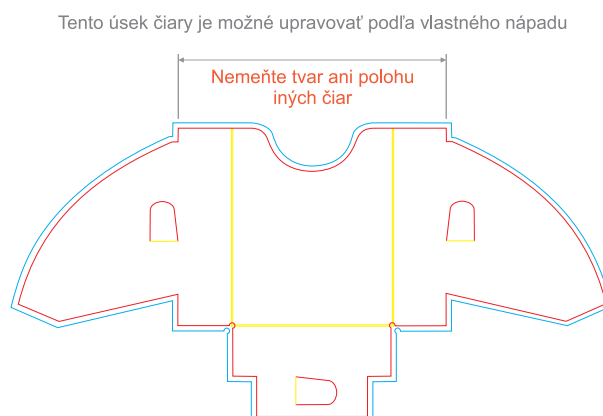 Tento úsek čiary je možné upravovať podľa vlastného nápadu
Nemeňte tvar ani polohu
iných čiar